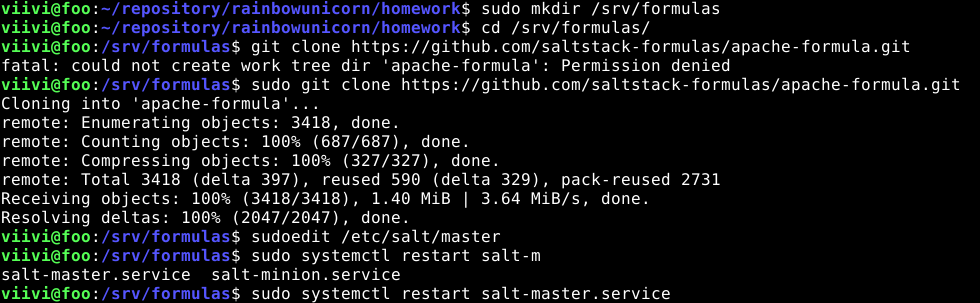 viivi@foo:~/repository/rainbowunicorn/homework$ sudo mkdir /srv/formulas
viivi@foo:~/repository/rainbowunicorn/homework$ cd /srv/formulas/
viivi@foo:/srv/formulas$ git clone https://github.com/saltstack-formulas/apache-formula.git
fatal: could not create work tree dir 'apache-formula': Permission denied
viivi@foo:/srv/formulas$ sudo git clone https://github.com/saltstack-formulas/apache-formula.git
Cloning into 'apache-formula'...
remote: Enumerating objects: 3418, done.
remote: Counting objects: 100% (687/687), done.
remote: Compressing objects: 100% (327/327), done.
remote: Total 3418 (delta 397), reused 590 (delta 329), pack-reused 2731
Receiving objects: 100% (3418/3418), 1.40 MiB | 3.64 MiB/s, done.
Resolving deltas: 100% (2047/2047), done.
viivi@foo:/srv/formulas$ sudoedit /etc/salt/master
viivi@foo:/srv/formulas$ sudo systemctl restart salt-m
salt-master.service  salt-minion.service
viivi@foo:/srv/formulas$ sudo systemctl restart salt-master.service